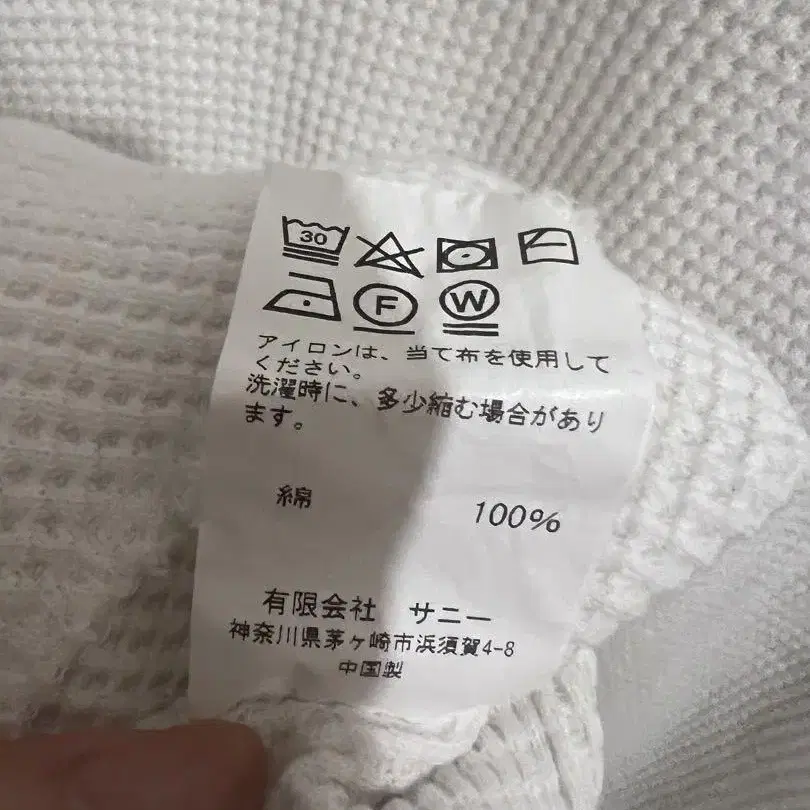 30
F W
アイロンは、当て布を使用して
ください。
洗濯時に、多少縮む場合があり
ます。
綿 100%
有限会社 サニー
神奈川県茅ヶ崎市浜須賀4-8
中国製